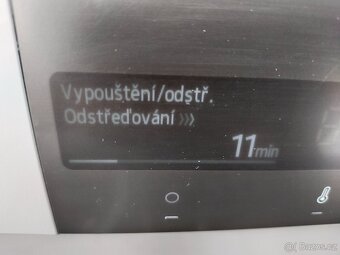 Vypouštění/odstř.
Odstřeďování »»
11min
© Bazos.cz